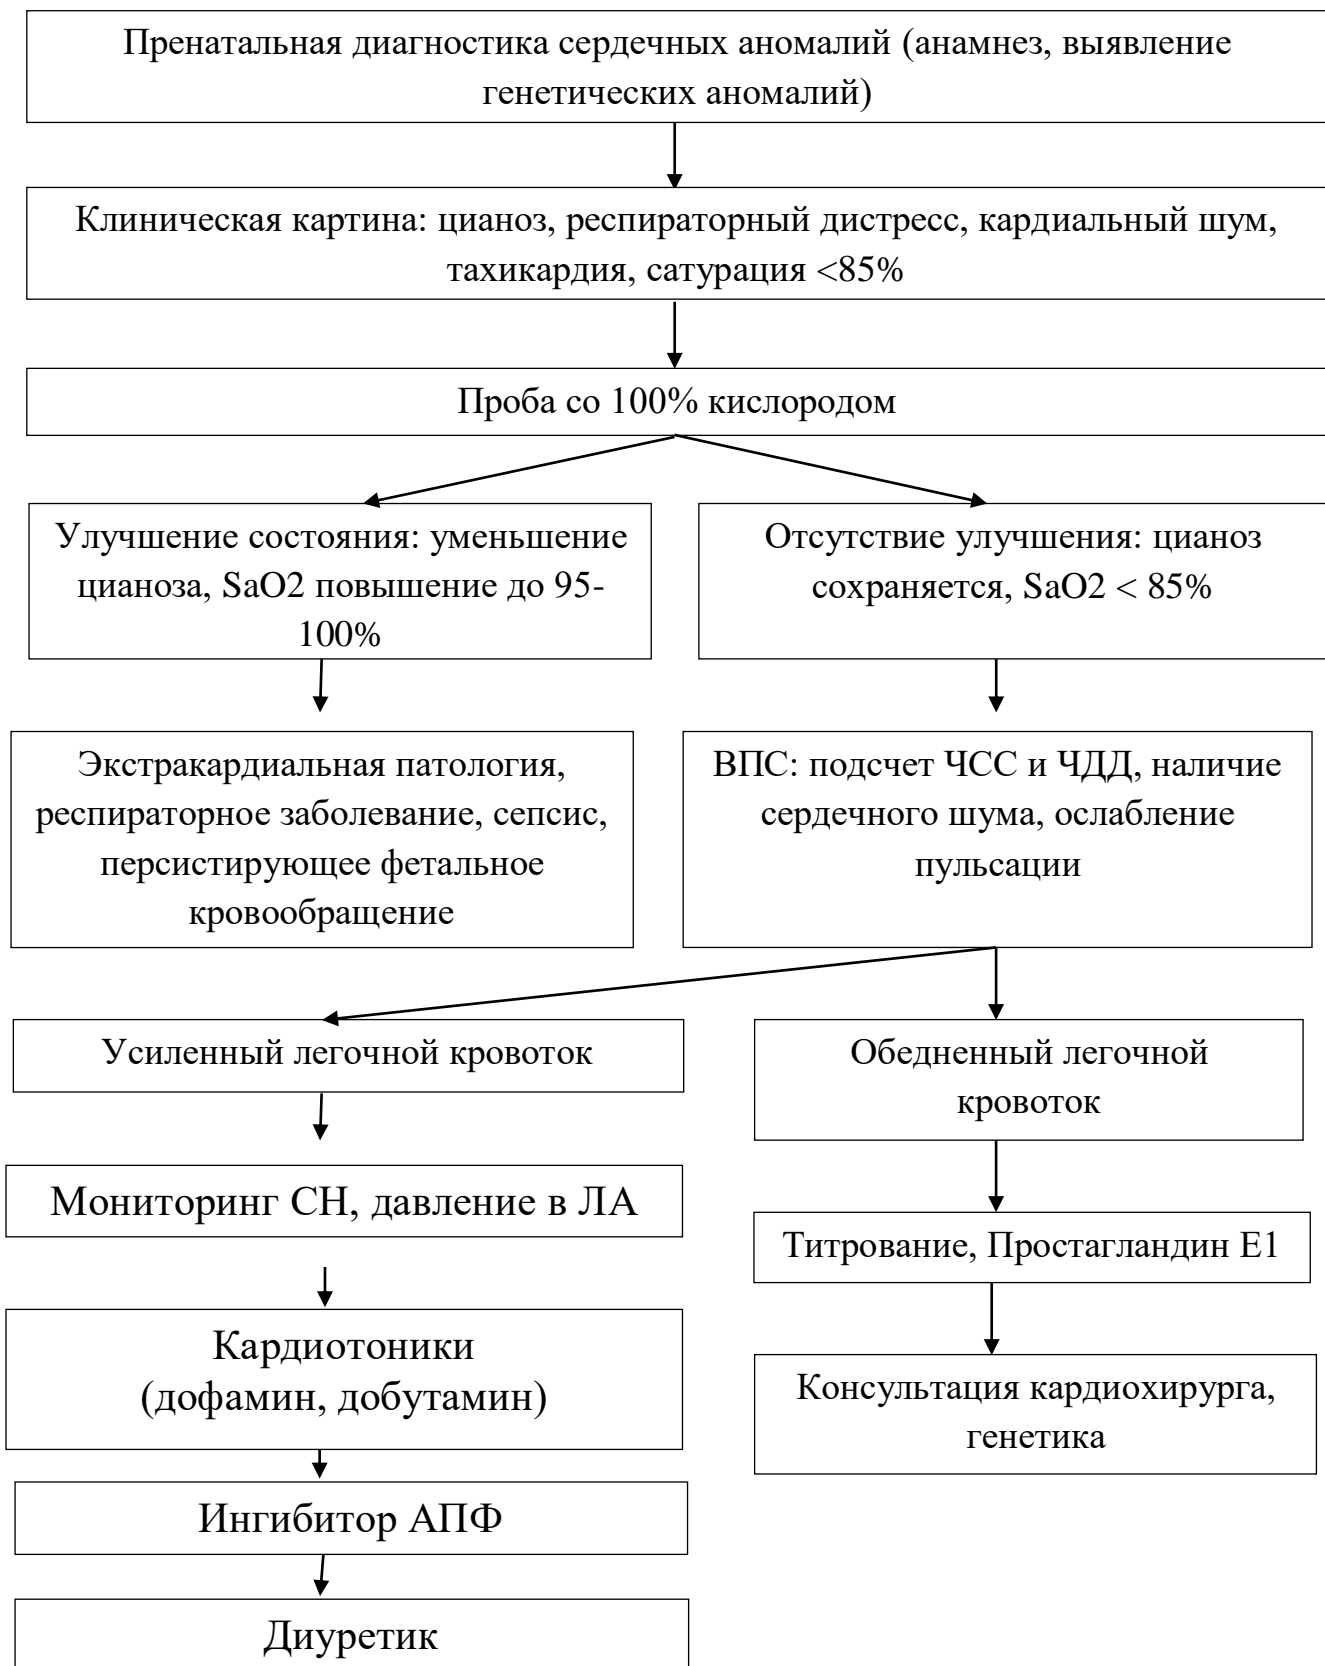 Пренатальная диагностика сердечных аномалий (анамнез, выявление
генетических аномалий)
Клиническая картина: цианоз, респираторный дистресс, кардиальный шум,
тахикардия, сатурация <85%
Проба со 100% кислородом
Улучшение состояния: уменьшение
цианоза, SaO2 повышение до 95-
100%
Отсутствие улучшения: цианоз
сохраняется, SaO2 < 85%
Экстракардиальная патология,
респираторное заболевание, сепсис,
персистирующее фетальное
кровообращение
ВПС: подсчет ЧСС и ЧДД, наличие
сердечного шума, ослабление
пульсации
Усиленный легочной кровоток
Обедненный легочной
кровоток
Мониторинг СН, давление в ЛА
Титрование, Простагландин Е1
Кардиотоники
(дофамин, добутамин)
Консультация кардиохирурга,
генетика
Ингибитор АПФ
Диуретик